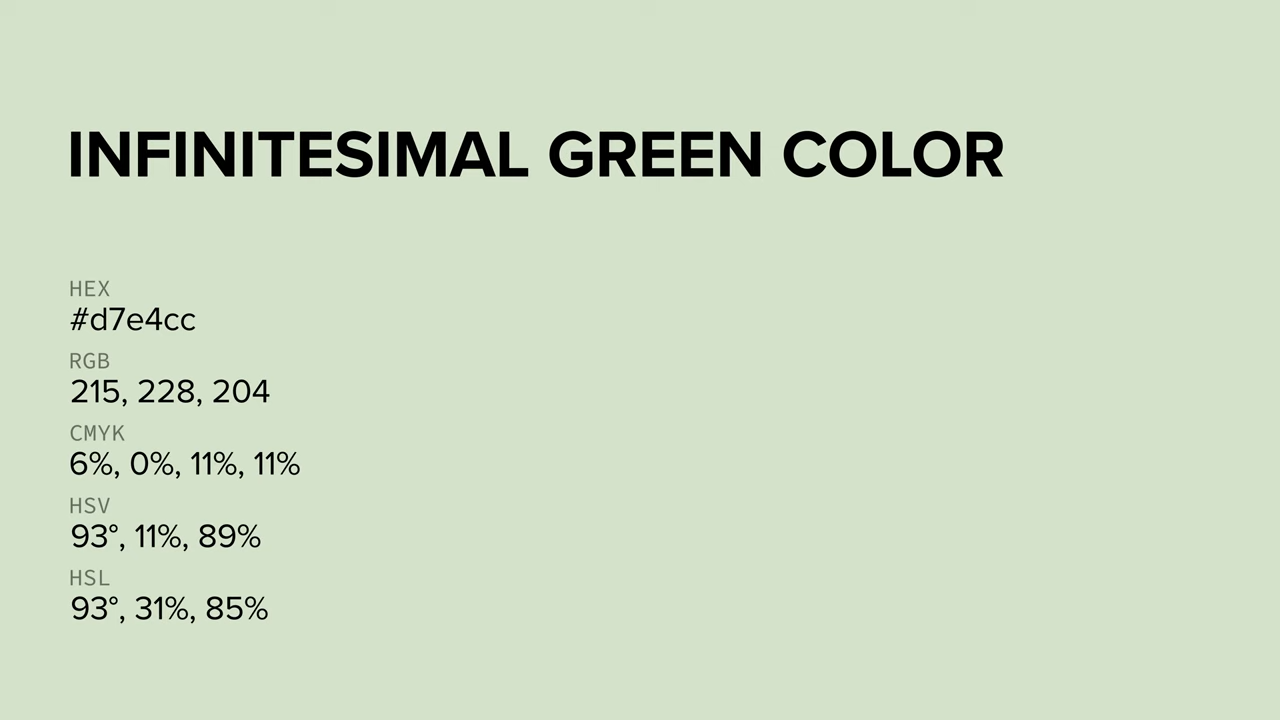 INFINITESIMAL GREEN COLOR
HEX
#d7e4cc
RGB
215, 228, 204
CMYK
6%, 0%, 11%, 11%
HSV
93°, 11%, 89%
HSL
93°, 31%, 85%